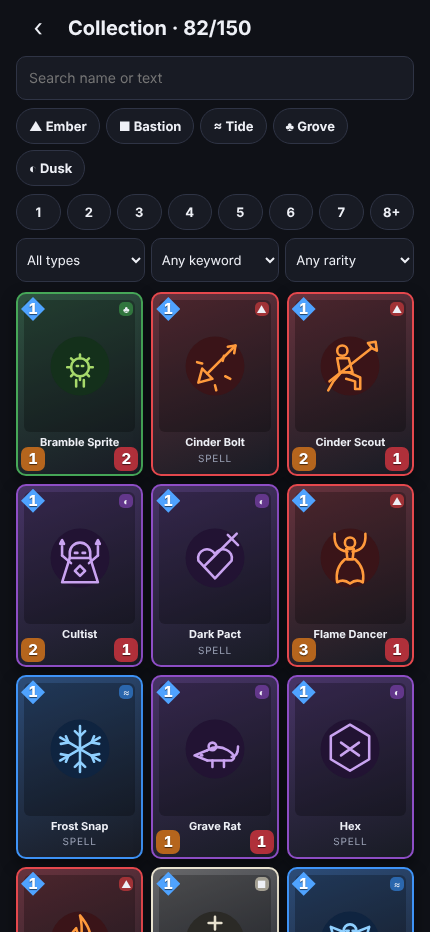 Collection · 82/150
Search name or text
Ember
Bastion
Tide
Grove
Dusk
1 2 3 4 5 6 7 8+
All types
Any keyword
Any rarity
1
Bramble Sprite
1 2
1
Cinder Bolt
SPELL
1
Cinder Scout
2 1
1
Cultist
2 1
1
Dark Pact
SPELL
1
Flame Dancer
3 1
1
Frost Snap
SPELL
1
Grave Rat
1 1
1
Hex
SPELL
1
1
1